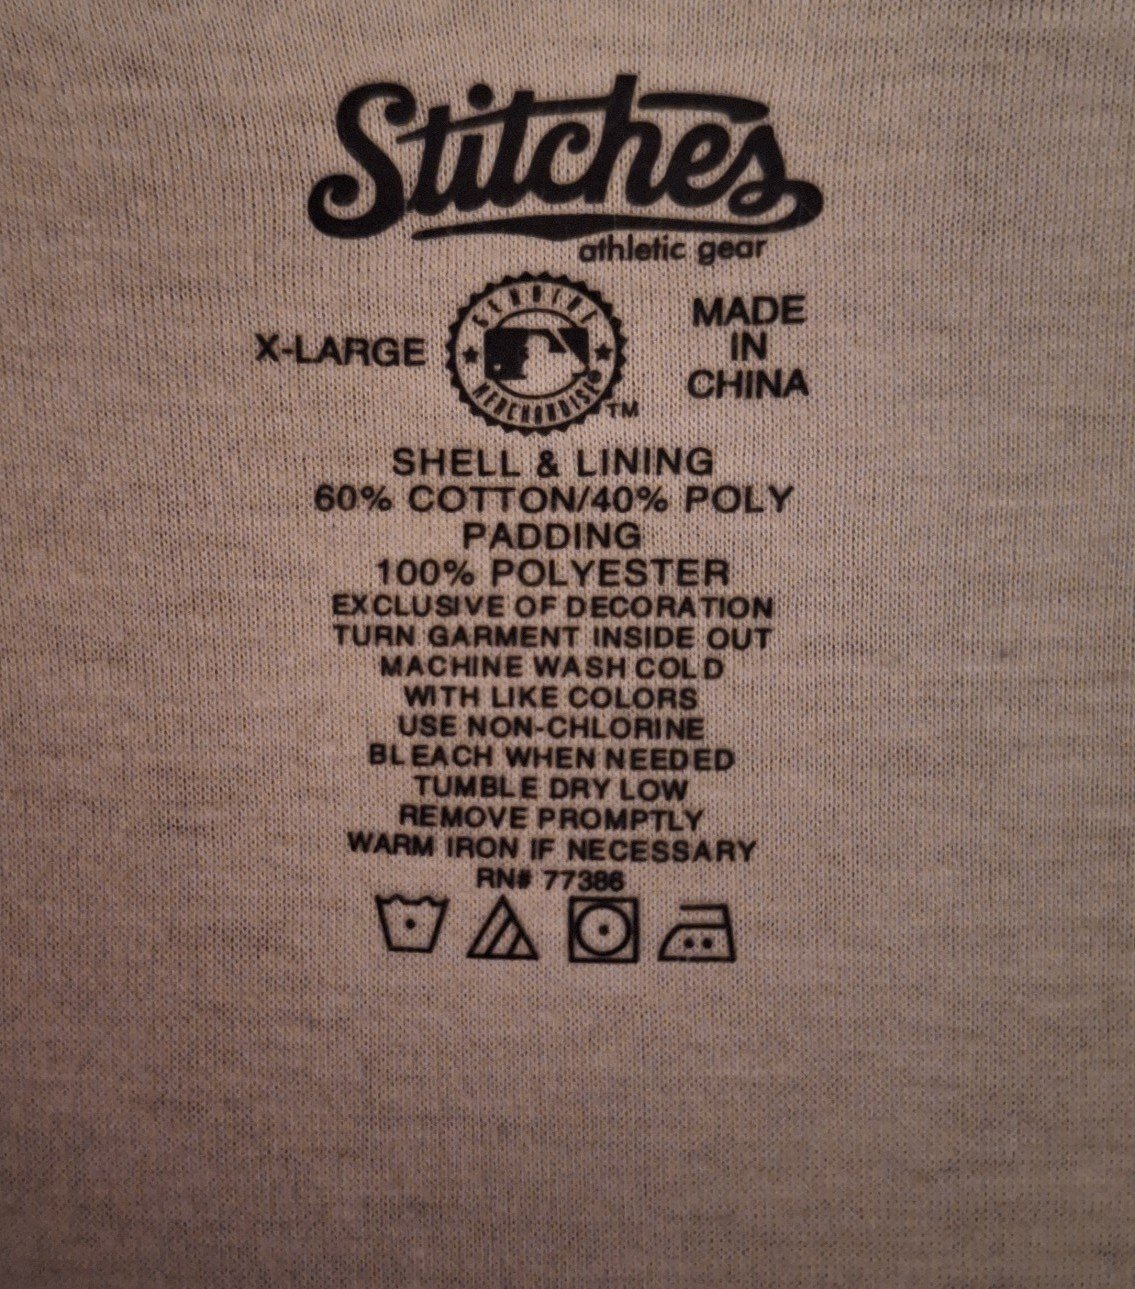 Stitches
athletic gear
X-LARGE
GENUINE
MERCHANDISE®
TM
MADE
IN
CHINA
SHELL & LINING
60% COTTON/40% POLY
PADDING
100% POLYESTER
EXCLUSIVE OF DECORATION
TURN GARMENT INSIDE OUT
MACHINE WASH COLD
WITH LIKE COLORS
USE NON-CHLORINE
BLEACH WHEN NEEDED
TUMBLE DRY LOW
REMOVE PROMPTLY
WARM IRON IF NECESSARY
RN# 77386